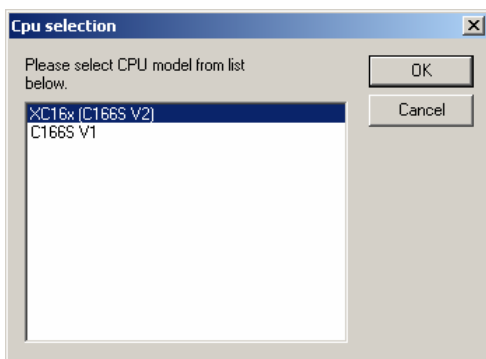 Cpu selection
Please select CPU model from list
below.
OK
Cancel
XC16x (C166S V2)
C166S V1